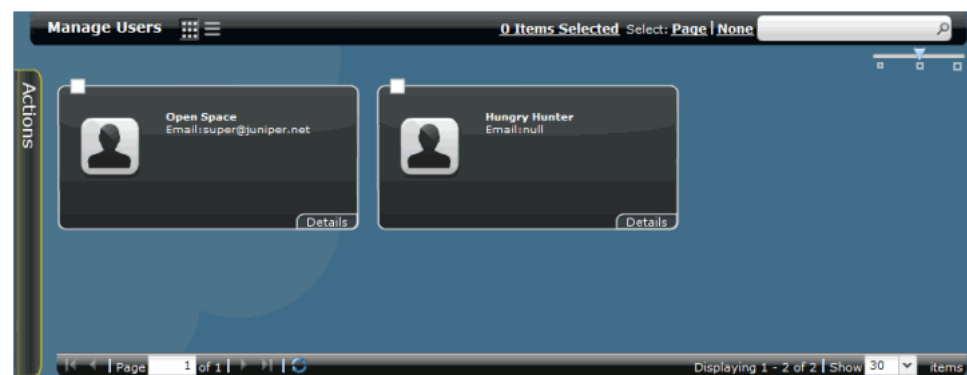 Manage Users 0 Items Selected Select: Page | None
Actions
Open Space
Email:super@juniper.net
Details
Hungry Hunter
Email:null
Details
Page 1 of 1 Displaying 1 - 2 of 2 Show 30 items